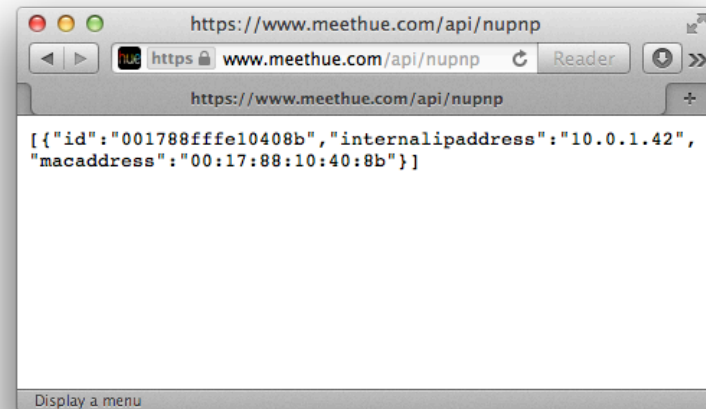 https://www.meethue.com/api/nupnp
hue https www.meethue.com/api/nupnp Reader
https://www.meethue.com/api/nupnp
[{"id":"001788fffe10408b","internalipaddress":"10.0.1.42",
"macaddress":"00:17:88:10:40:8b"}]
Display a menu